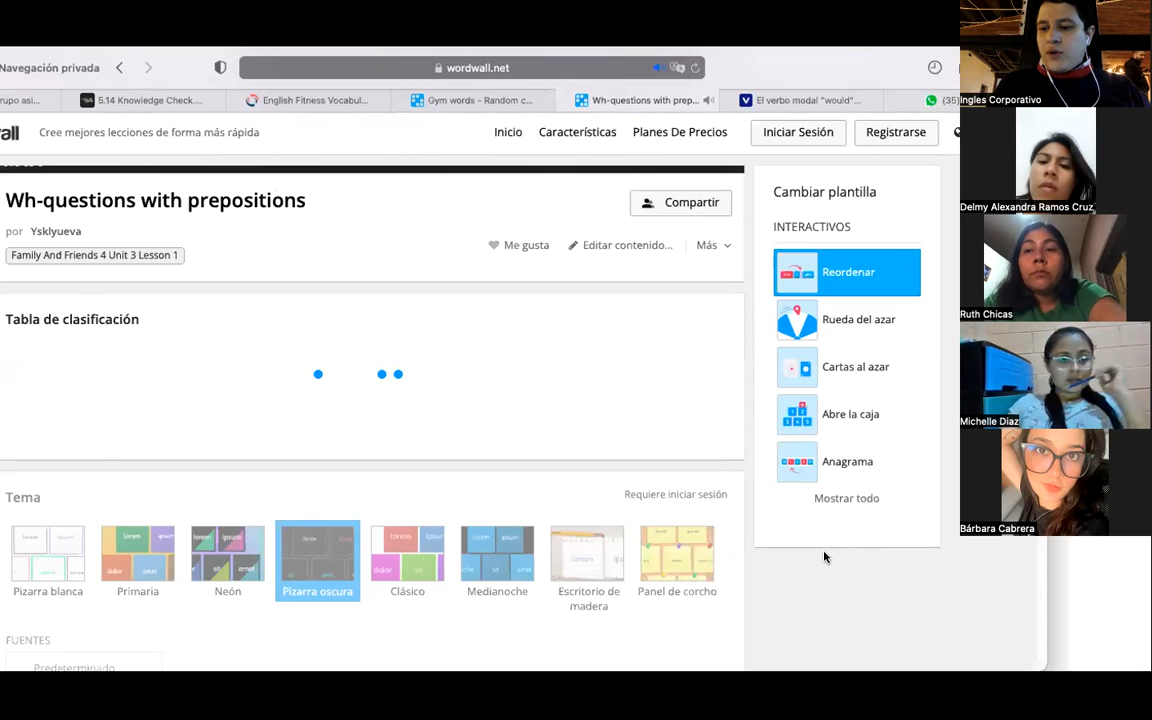 Navegación privada
wordwall.net
rupo asi...
5.14 Knowledge Check...
English Fitness Vocabul...
Gym words - Random c...
Wh-questions with prep...
El verbo modal "would"...
(35)
Ingles Corporativo
all
Cree mejores lecciones de forma más rápida
Inicio
Características
Planes De Precios
Iniciar Sesión
Registrarse
Wh-questions with prepositions
Compartir
por Ysklyueva
Me gusta
Editar contenido...
Más
Family And Friends 4 Unit 3 Lesson 1
Tabla de clasificación
Cambiar plantilla
INTERACTIVOS
Reordenar
Rueda del azar
Cartas al azar
Abre la caja
Anagrama
Mostrar todo
Delmy Alexandra Ramos Cruz
Ruth Chicas
Michelle Diaz
Bárbara Cabrera
Tema
Requiere iniciar sesión
Pizarra blanca
Primaria
Neón
Pizarra oscura
Clásico
Medianoche
Escritorio de madera
Panel de corcho
FUENTES
Predeterminado